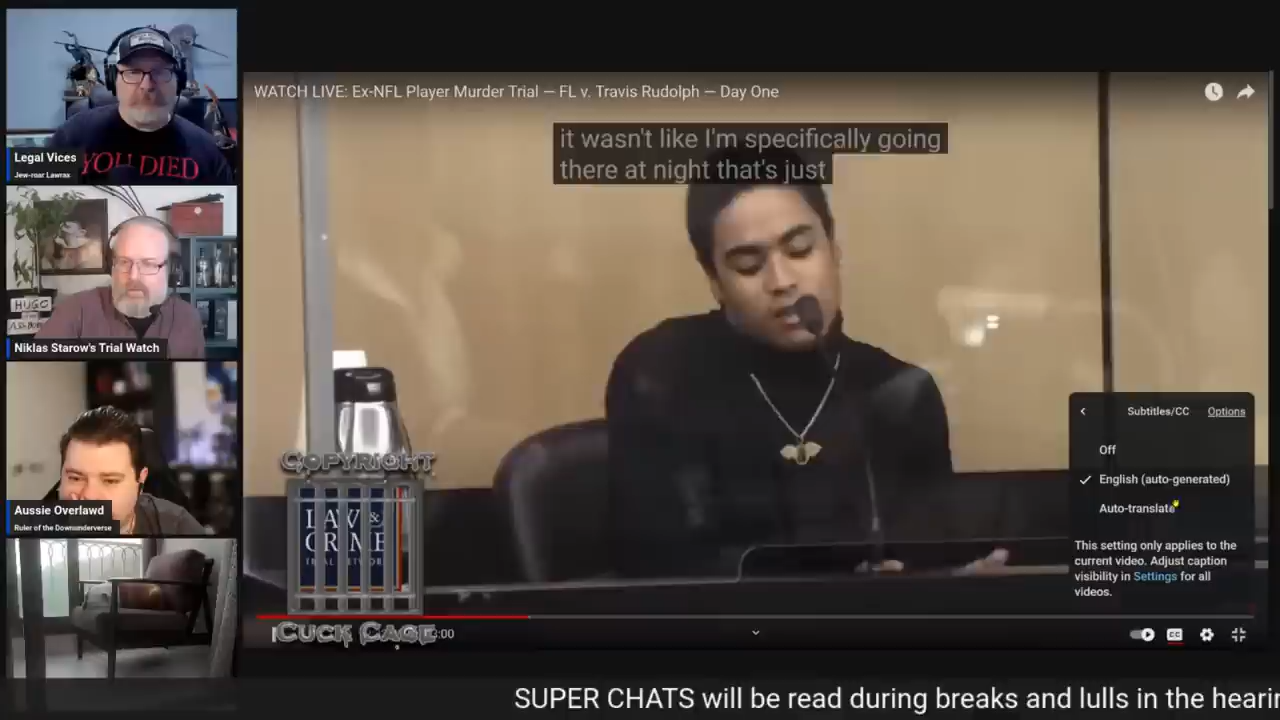 Legal Vices
Jew-roar Lawrax
YOU DIED
HUGO
Niklas Starow's Trial Watch
Aussie Overlawd
Ruler of the Downunderverse
WATCH LIVE: Ex-NFL Player Murder Trial — FL v. Travis Rudolph — Day One
it wasn't like I'm specifically going
there at night that's just
COPYRIGHT
LAW &
CRIME
CUCK CAGE
:00
Subtitles/CC
Options
Off
English (auto-generated)
Auto-translate
This setting only applies to the
current video. Adjust caption
visibility in Settings for all
videos.
CC
SUPER CHATS will be read during breaks and lulls in the heari